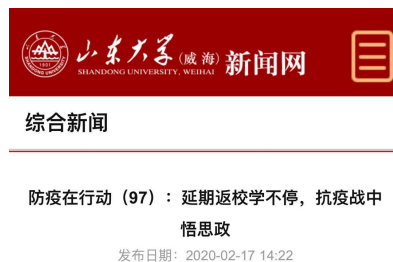 山东大学(威海)新闻网
SHANDONG UNIVERSITY, WEIHAI
综合新闻
防疫在行动（97）：延期返校学不停，抗疫战中
悟思政
发布日期：2020-02-17 14:22